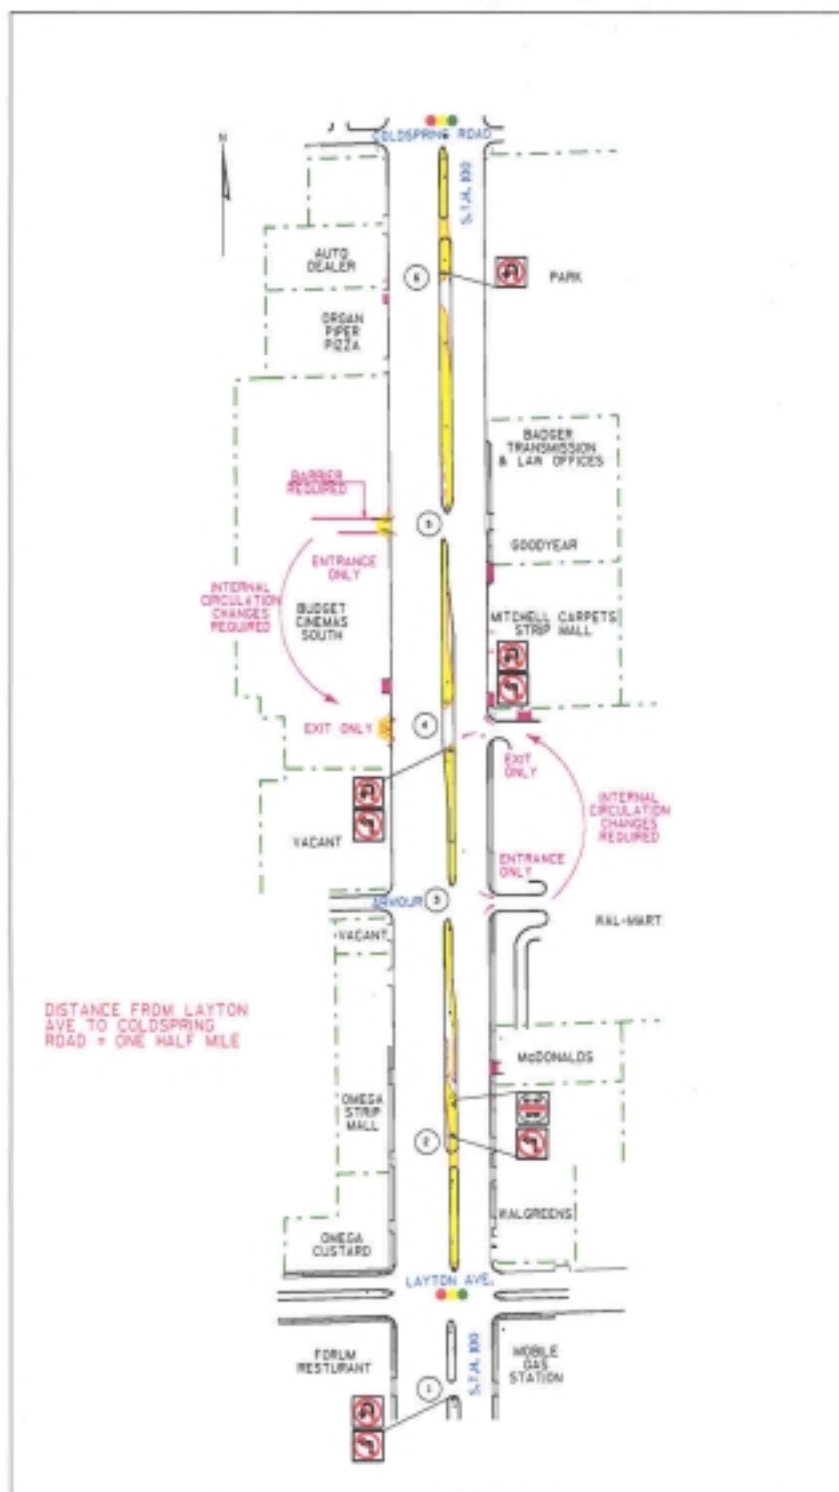 COLDSPRING ROAD
N
S.T.H. 100
AUTO
DEALER
6
PARK
ORGAN
PIPER
PIZZA
BADGER
TRANSMISSION
& LAW OFFICES
BARRIER
REQUIRED
5
GOODYEAR
ENTRANCE
ONLY
INTERNAL
CIRCULATION
CHANGES
REQUIRED
BUDGET
CINEMAS
SOUTH
MITCHELL CARPETS
STRIP MALL
EXIT ONLY
4
EXIT
ONLY
INTERNAL
CIRCULATION
CHANGES
REQUIRED
VACANT
ENTRANCE
ONLY
ARMOUR
3
WAL-MART
VACANT
DISTANCE FROM LAYTON
AVE TO COLDSPRING
ROAD = ONE HALF MILE
McDONALDS
OMEGA
STRIP
MALL
2
WALGREENS
OMEGA
CUSTARD
LAYTON AVE.
FORUM
RESTURANT
S.T.H. 100
MOBILE
GAS
STATION
1